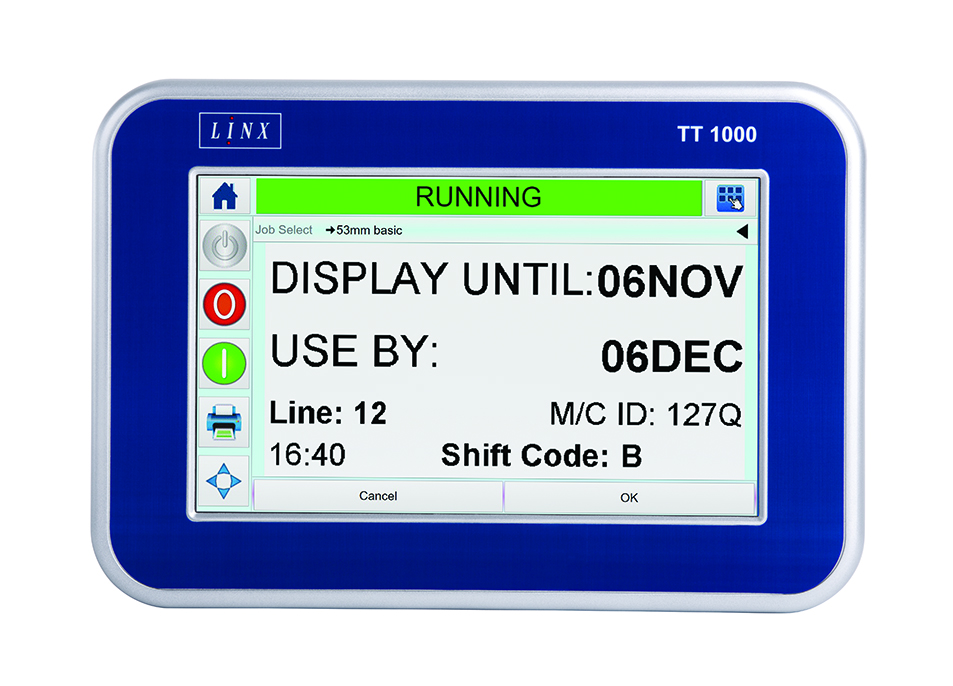 LINX
TT 1000
RUNNING
Job Select ➔53mm basic
DISPLAY UNTIL:06NOV
USE BY: 06DEC
Line: 12 M/C ID: 127Q
16:40 Shift Code: B
Cancel OK